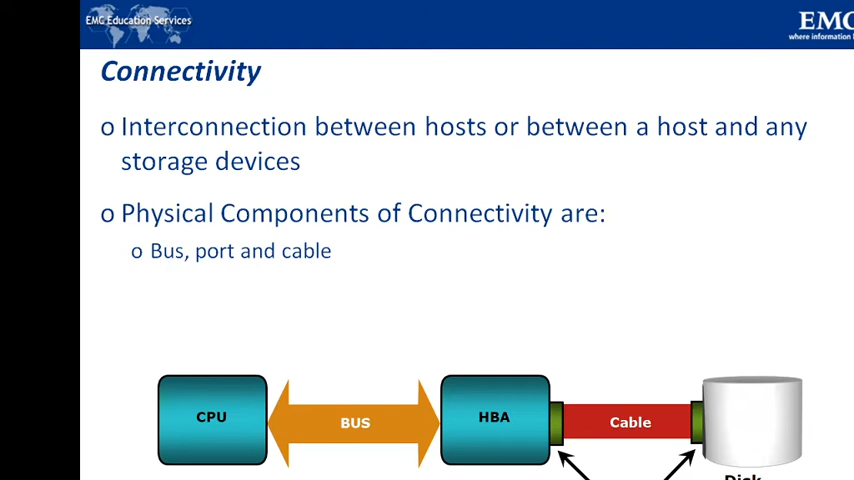 EMC Education Services
EMC
where information
Connectivity
o Interconnection between hosts or between a host and any
storage devices
o Physical Components of Connectivity are:
o Bus, port and cable
CPU
BUS
HBA
Cable
Disk